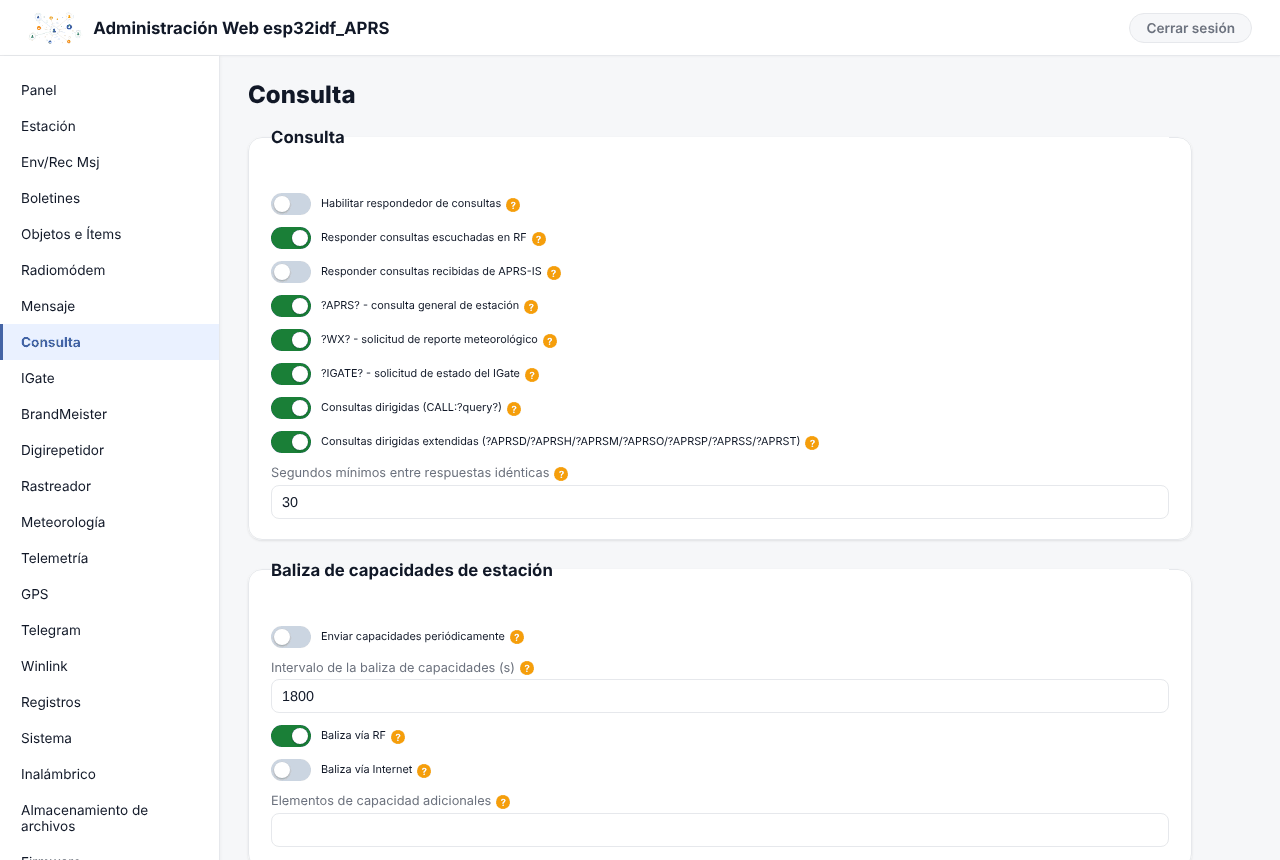 Administración Web esp32idf_APRS
Cerrar sesión
Panel
Estación
Env/Rec Msj
Boletines
Objetos e Ítems
Radiomódem
Mensaje
Consulta
IGate
BrandMeister
Digirepetidor
Rastreador
Meteorología
Telemetría
GPS
Telegram
Winlink
Registros
Sistema
Inalámbrico
Almacenamiento de
archivos
Firmware
Consulta
Consulta
Habilitar respondedor de consultas ?
Responder consultas escuchadas en RF ?
Responder consultas recibidas de APRS-IS ?
?APRS? - consulta general de estación ?
?WX? - solicitud de reporte meteorológico ?
?IGATE? - solicitud de estado del IGate ?
Consultas dirigidas (CALL:?query?) ?
Consultas dirigidas extendidas (?APRSD/?APRSH/?APRSM/?APRSO/?APRSP/?APRSS/?APRST) ?
Segundos mínimos entre respuestas idénticas ?
30
Baliza de capacidades de estación
Enviar capacidades periódicamente ?
Intervalo de la baliza de capacidades (s) ?
1800
Baliza vía RF ?
Baliza vía Internet ?
Elementos de capacidad adicionales ?